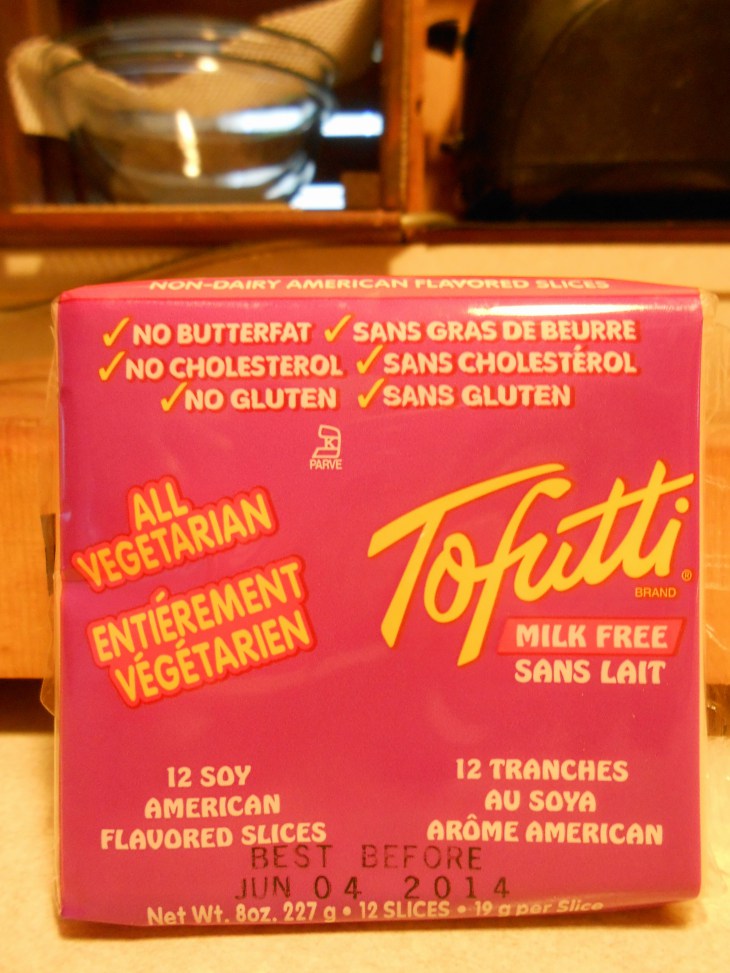 NON-DAIRY AMERICAN FLAVORED SLICES
✓ NO BUTTERFAT ✓ SANS GRAS DE BEURRE
✓ NO CHOLESTEROL ✓ SANS CHOLESTÉROL
✓ NO GLUTEN ✓ SANS GLUTEN
K
PARVE
ALL
VEGETARIAN
ENTIÉREMENT
VÉGÉTARIEN
Tofutti®
BRAND
MILK FREE
SANS LAIT
12 SOY
AMERICAN
FLAVORED SLICES
12 TRANCHES
AU SOYA
ARÔME AMERICAN
BEST BEFORE
JUN 04 2014
Net Wt. 8oz. 227 g • 12 SLICES • 19 g per Slice